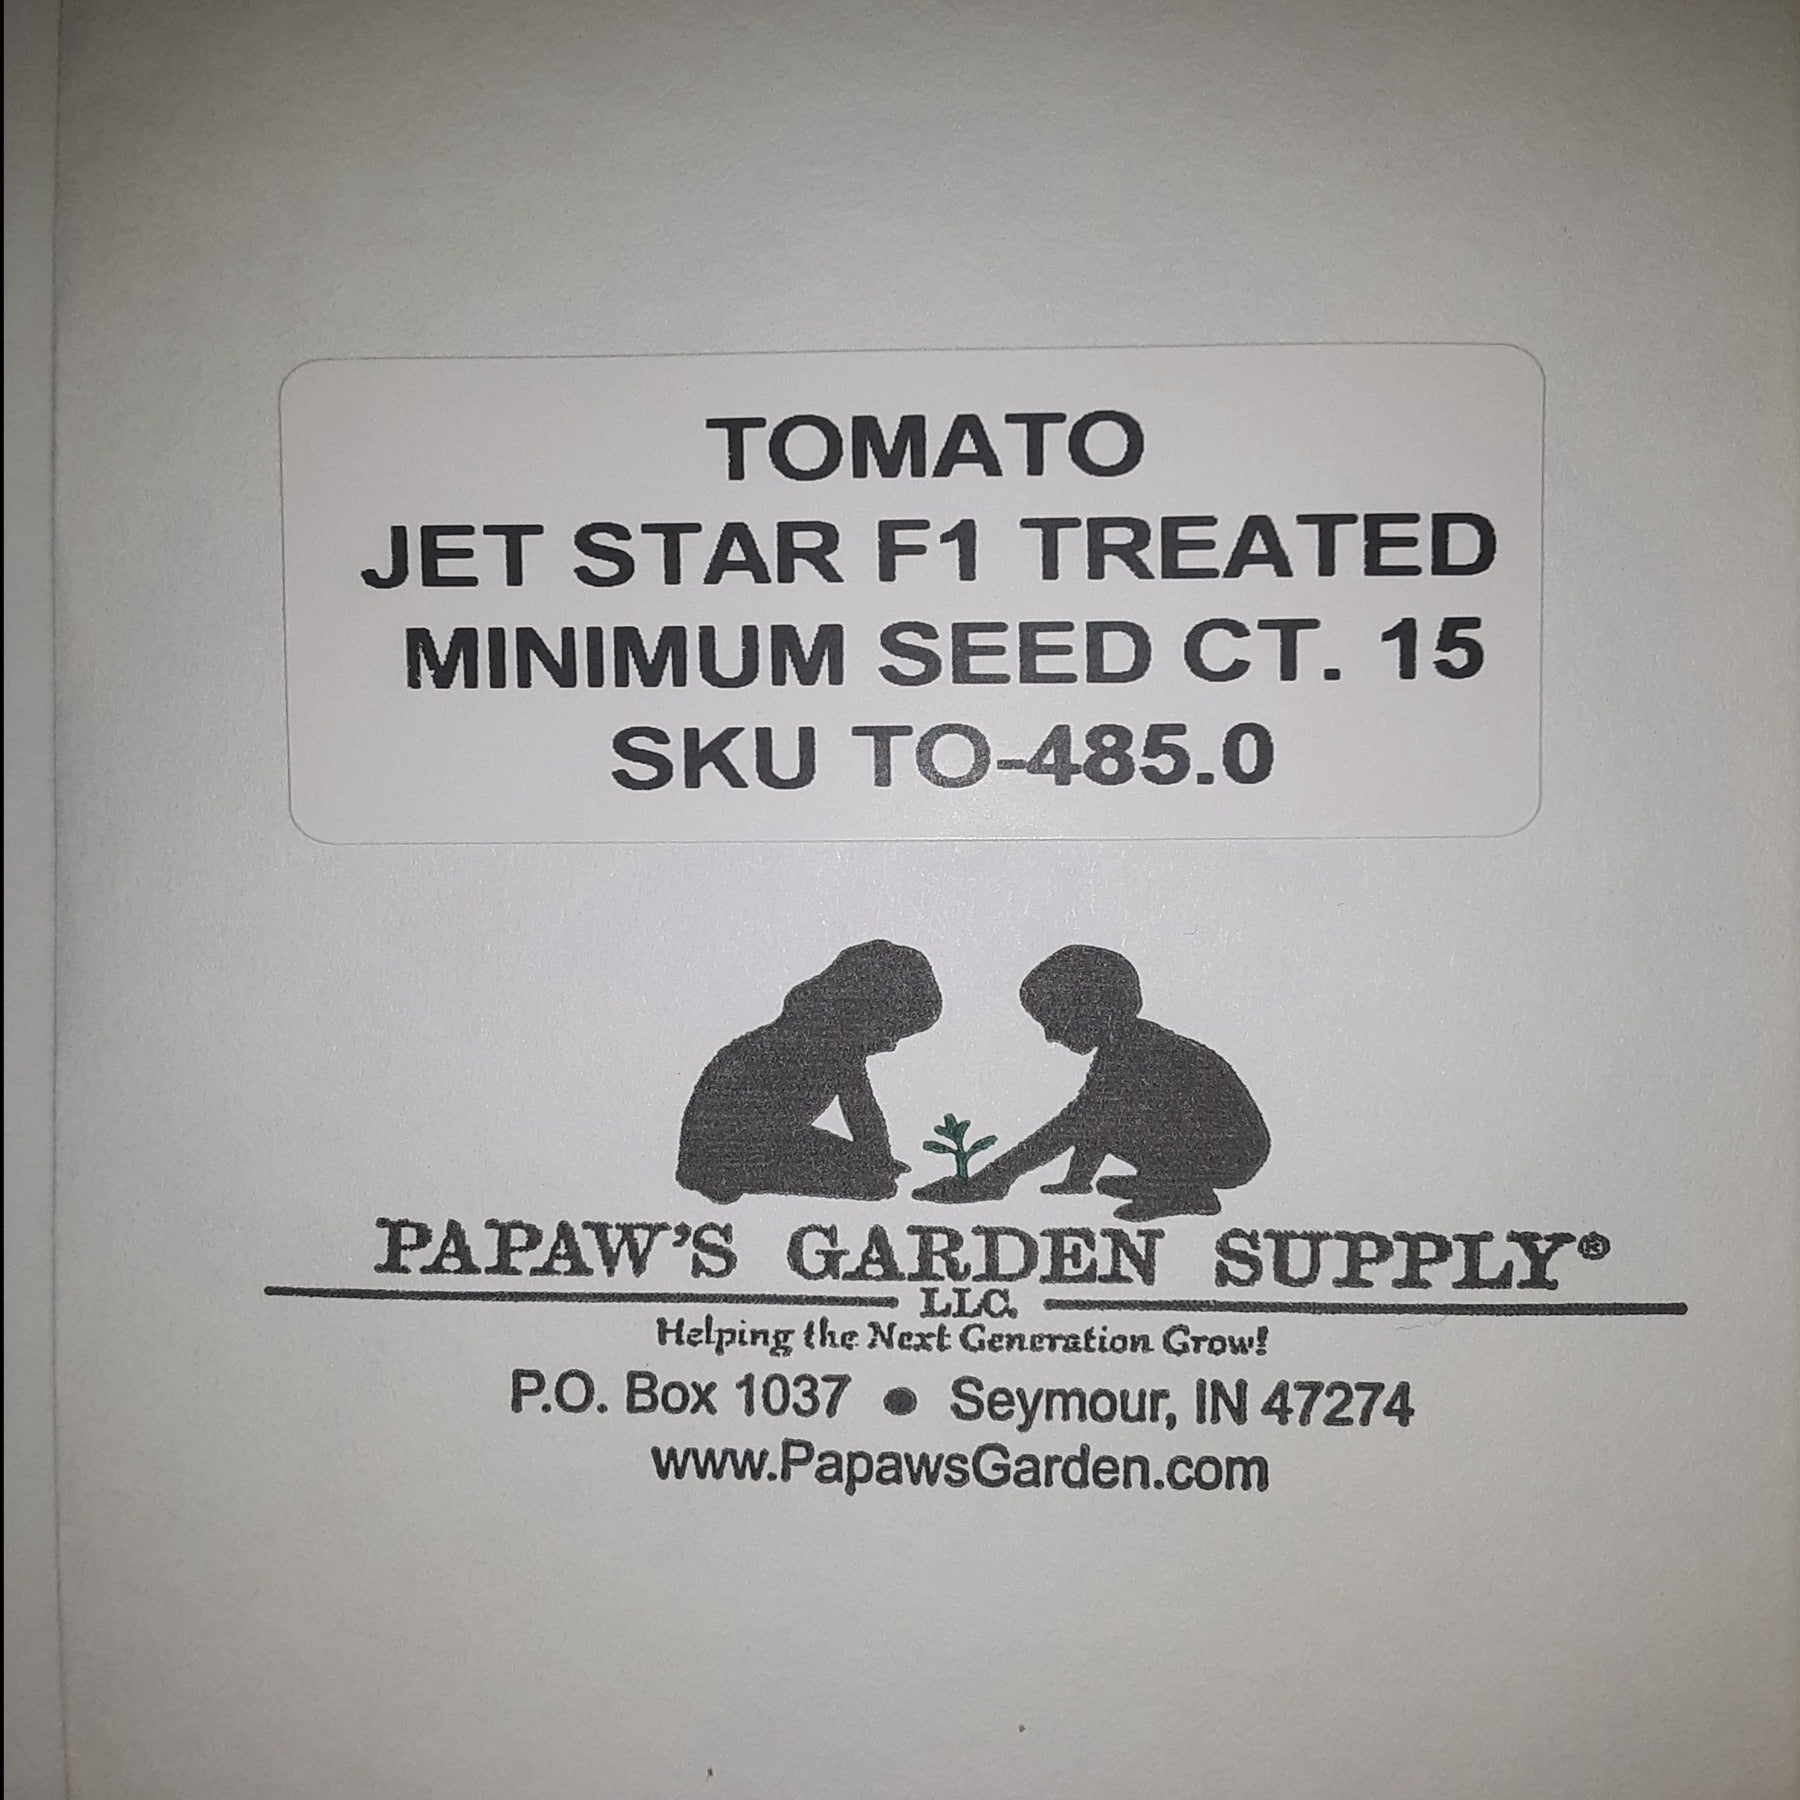 TOMATO
JET STAR F1 TREATED
MINIMUM SEED CT. 15
SKU TO-485.0
PAPAW'S GARDEN SUPPLY®
LLC.
Helping the Next Generation Grow!
P.O. Box 1037 ● Seymour, IN 47274
www.PapawsGarden.com